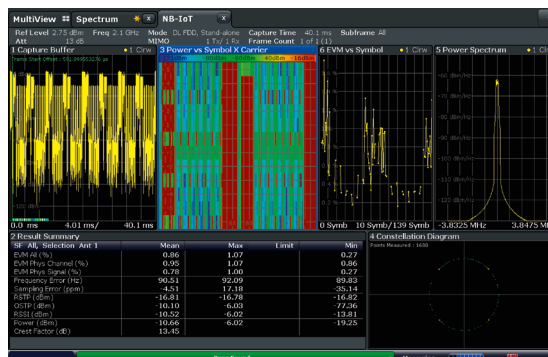 MultiView Spectrum NB-IoT
Ref Level 2.75 dBm Freq 2.1 GHz Mode DL FDD, Stand-alone Capture Time 40.1 ms Subframe All
Att 13 dB MIMO 1 Tx / 1 Rx Frame Count 1 of 1 (1)
1 Capture Buffer 1 Clrw 3 Power vs Symbol X Carrier 6 EVM vs Symbol 1 Clrw 5 Power Spectrum 1 Clrw
0.0 ms 4.01 ms/ 40.1 ms 0 Symb 10 Symb/ 139 Symb -3.8325 MHz 3.8475 M
2 Result Summary 4 Constellation Diagram
SF All, Selection Ant 1 Mean Max Limit Min
Points Measured : 1680
EVM All (%) 0.86 1.07 0.27
EVM Phys Channel (%) 0.95 1.07 0.86
EVM Phys Signal (%) 0.78 1.00 0.27
Frequency Error (Hz) 90.51 92.09 89.83
Sampling Error (ppm) -4.51 17.18 -35.14
RSTP (dBm) -16.81 -16.78 -16.82
OSTP (dBm) -10.10 -6.03 -77.36
RSSI (dBm) -10.52 -6.02 -13.81
Power (dBm) -10.66 -6.02 -19.25
Crest Factor (dB) 13.45